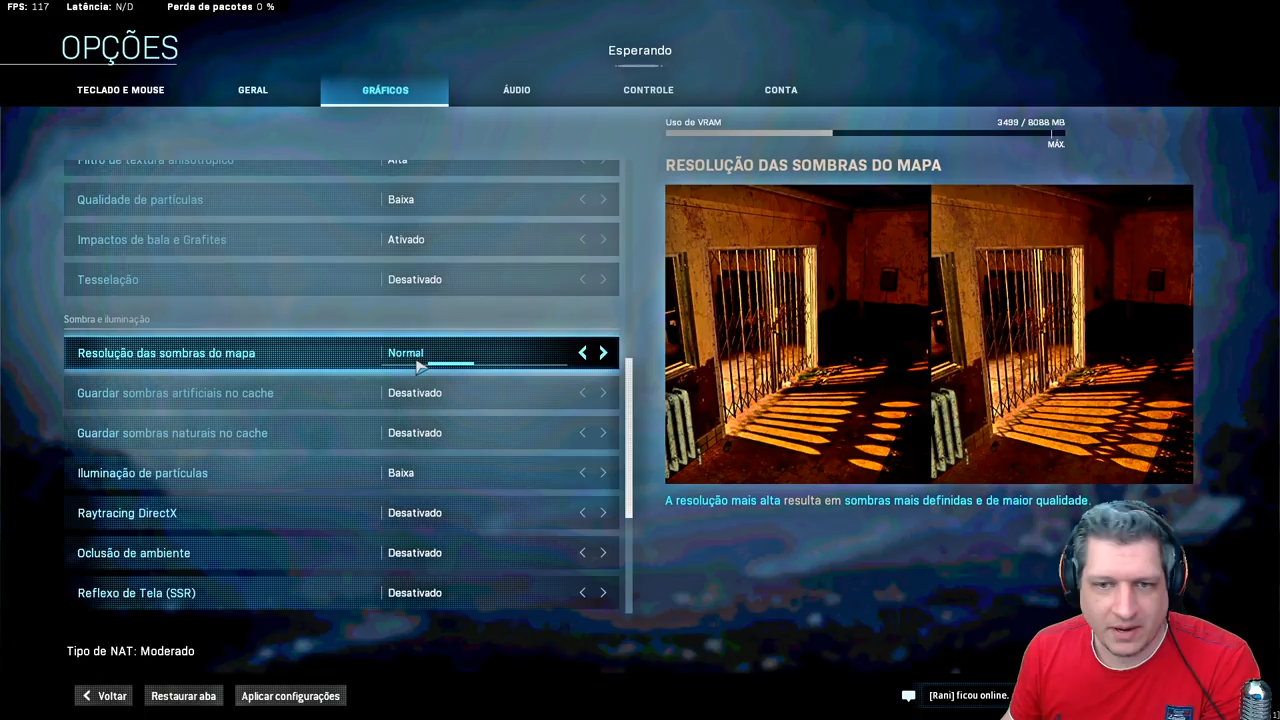 FPS: 117 Latência: N/D Perda de pacotes 0 %
OPÇÕES
Esperando
TECLADO E MOUSE GERAL GRÁFICOS ÁUDIO CONTROLE CONTA
Uso de VRAM 3499 / 8088 MB
MÁX.
Filtro de textura anisotrópico Alta
RESOLUÇÃO DAS SOMBRAS DO MAPA
Qualidade de partículas Baixa
Impactos de bala e Grafites Ativado
Tesselação Desativado
Sombra e iluminação
Resolução das sombras do mapa Normal
Guardar sombras artificiais no cache Desativado
Guardar sombras naturais no cache Desativado
Iluminação de partículas Baixa
A resolução mais alta resulta em sombras mais definidas e de maior qualidade.
Raytracing DirectX Desativado
Oclusão de ambiente Desativado
Reflexo de Tela (SSR) Desativado
Tipo de NAT: Moderado
Voltar Restaurar aba Aplicar configurações
[Rani] ficou online.